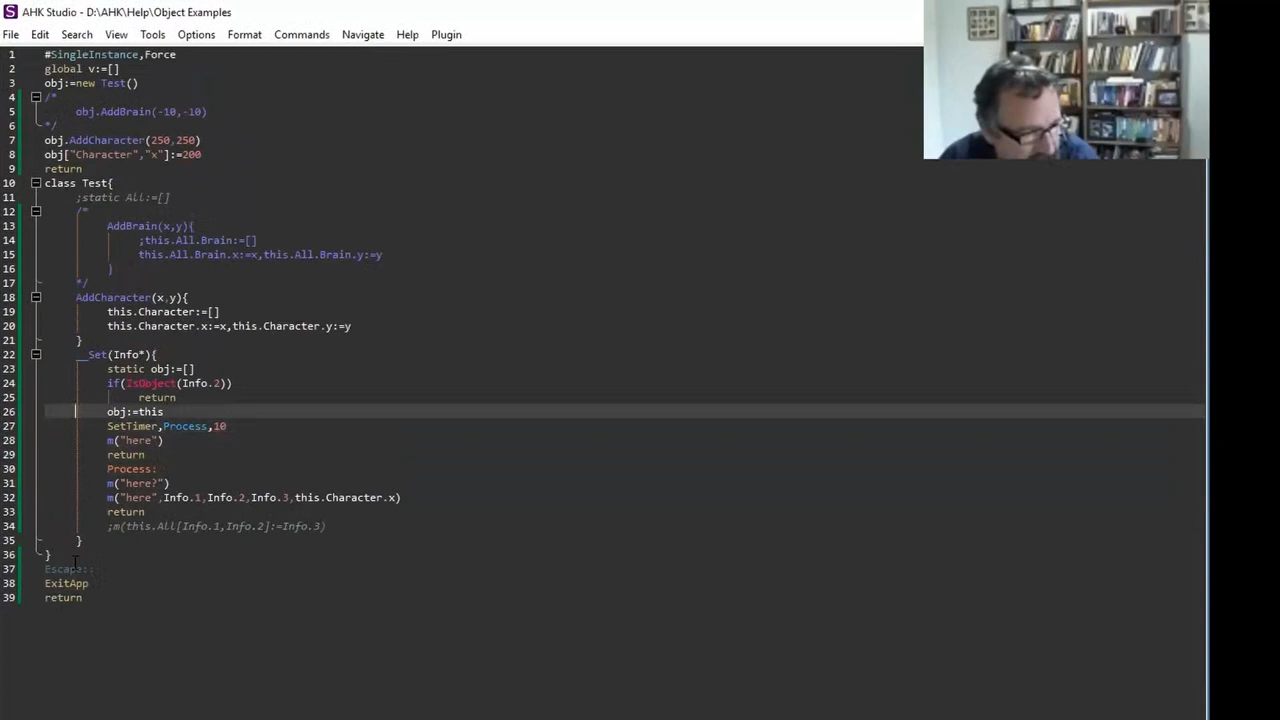 S AHK Studio - D:\AHK\Help\Object Examples
File Edit Search View Tools Options Format Commands Navigate Help Plugin
1 #SingleInstance,Force
2 global v:=[]
3 obj:=new Test()
4 /*
5 obj.AddBrain(-10,-10)
6 */
7 obj.AddCharacter(250,250)
8 obj["Character","x"]:=200
9 return
10 class Test{
11 ;static All:=[]
12 /*
13 AddBrain(x,y){
14 ;this.All.Brain:=[]
15 this.All.Brain.x:=x,this.All.Brain.y:=y
16 }
17 */
18 AddCharacter(x,y){
19 this.Character:=[]
20 this.Character.x:=x,this.Character.y:=y
21 }
22 __Set(Info*){
23 static obj:=[]
24 if(IsObject(Info.2))
25 return
26 obj:=this
27 SetTimer,Process,10
28 m("here")
29 return
30 Process:
31 m("here?")
32 m("here",Info.1,Info.2,Info.3,this.Character.x)
33 return
34 ;m(this.All[Info.1,Info.2]:=Info.3)
35 }
36 }
37 Escape::
38 ExitApp
39 return